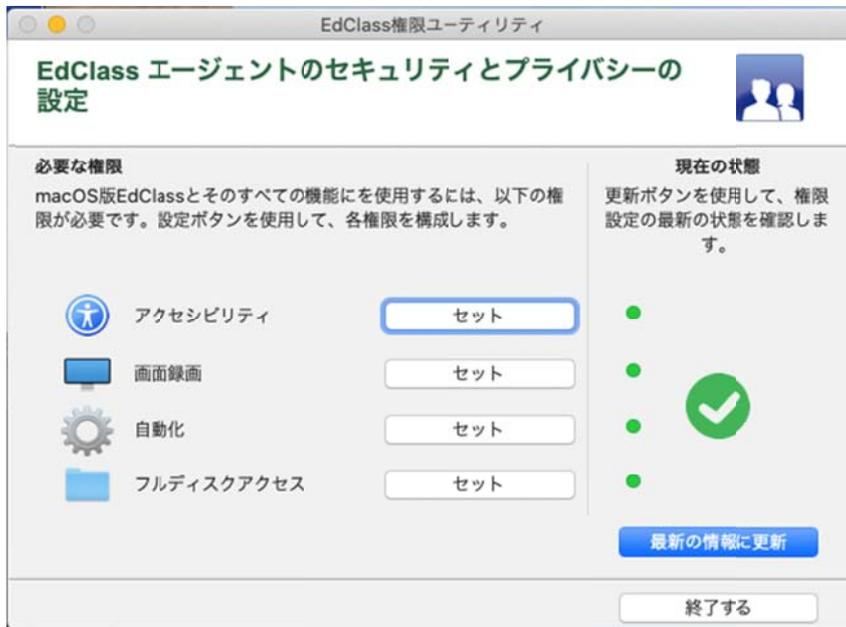 EdClass権限ユーティリティ
EdClass エージェントのセキュリティとプライバシーの
設定
必要な権限
macOS版EdClassとそのすべての機能にを使用するには、以下の権
限が必要です。設定ボタンを使用して、各権限を構成します。
現在の状態
更新ボタンを使用して、権限
設定の最新の状態を確認しま
す。
アクセシビリティ
セット
画面録画
セット
自動化
セット
フルディスクアクセス
セット
最新の情報に更新
終了する